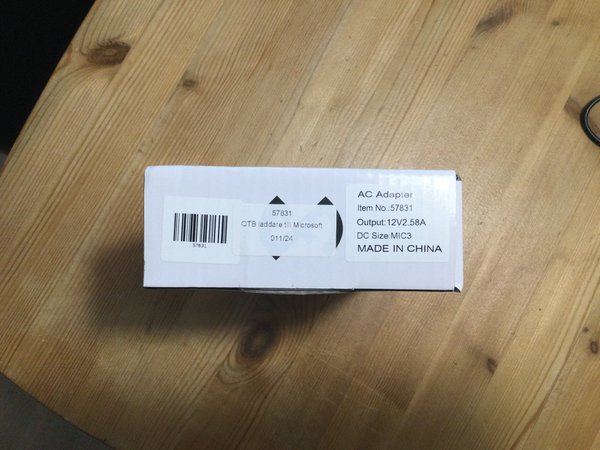 57831
57831
OTB laddare till Microsoft
011/24
AC Adapter
Item No.:57831
Output:12V2.58A
DC Size:MIC3
MADE IN CHINA